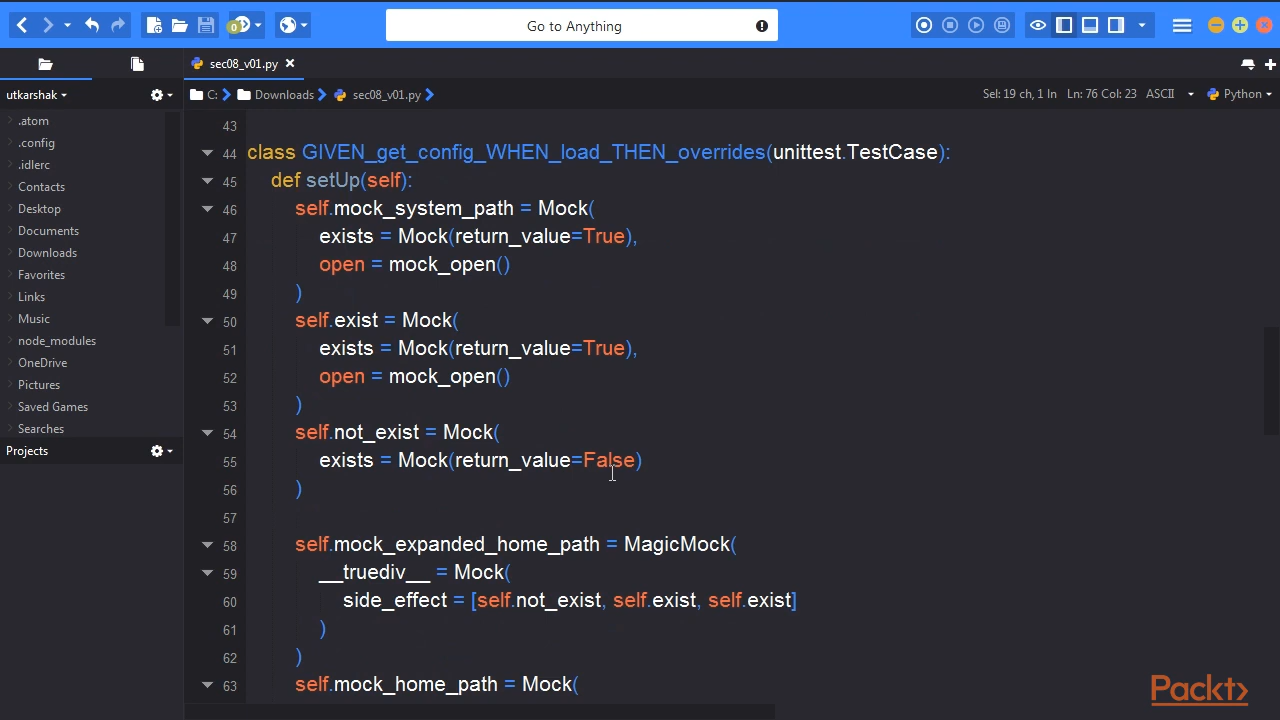 Go to Anything
0
sec08_v01.py
utkarshak
C:
Downloads
sec08_v01.py
Sel: 19 ch, 1 ln
Ln: 76 Col: 23
ASCII
Python
.atom
.config
.idlerc
Contacts
Desktop
Documents
Downloads
Favorites
Links
Music
node_modules
OneDrive
Pictures
Saved Games
Searches
Projects
43
44 class GIVEN_get_config_WHEN_load_THEN_overrides(unittest.TestCase):
45 def setUp(self):
46 self.mock_system_path = Mock(
47 exists = Mock(return_value=True),
48 open = mock_open()
49 )
50 self.exist = Mock(
51 exists = Mock(return_value=True),
52 open = mock_open()
53 )
54 self.not_exist = Mock(
55 exists = Mock(return_value=False)
56 )
57
58 self.mock_expanded_home_path = MagicMock(
59 __truediv__ = Mock(
60 side_effect = [self.not_exist, self.exist, self.exist]
61 )
62 )
63 self.mock_home_path = Mock(
Packt>